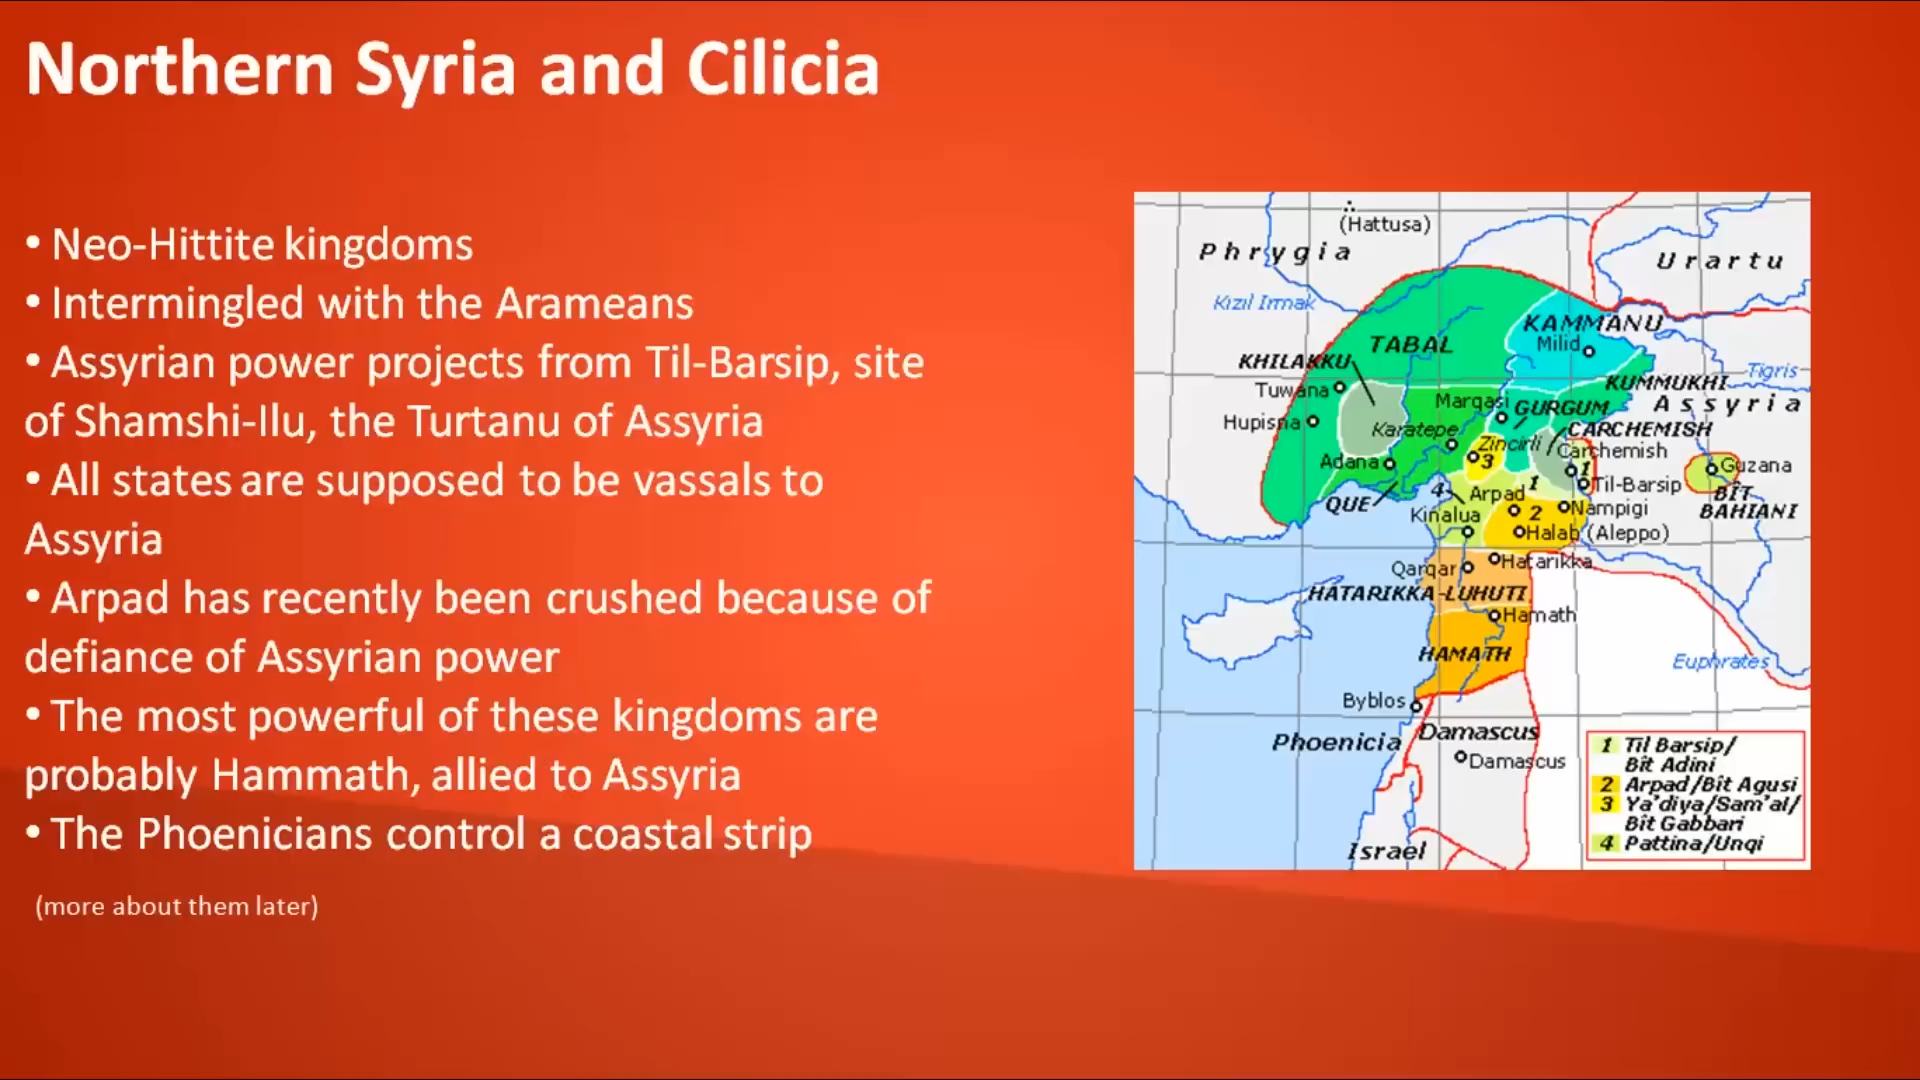 Northern Syria and Cilicia
• Neo-Hittite kingdoms
• Intermingled with the Arameans
• Assyrian power projects from Til-Barsip, site
of Shamshi-Ilu, the Turtanu of Assyria
• All states are supposed to be vassals to
Assyria
• Arpad has recently been crushed because of
defiance of Assyrian power
• The most powerful of these kingdoms are
probably Hammath, allied to Assyria
• The Phoenicians control a coastal strip
(more about them later)
(Hattusa)
Phrygia
Urartu
Kızıl Irmak
KAMMANU
Milid
TABAL
KHILAKKU
Tigris
KUMMUKHI
Tuwana
Marqasi
GURGUM
Assyria
Hupisna
Karatepe
CARCHEMISH
Zincirli
Carchemish
Adana
3
1
Guzana
Til-Barsip
4
Arpad
1
BÎT
BAHIANI
QUE
Kinalua
2
Nampigi
Halab (Aleppo)
Qarqar
Hatarikka
HATARIKKA-LUHUTI
Hamath
HAMATH
Euphrates
Byblos
Phoenicia
Damascus
Damascus
Israel
1 Til Barsip/
Bît Adini
2 Arpad/Bît Agusi
3 Ya'diya/Sam'al/
Bît Gabbari
4 Pattina/Unqi